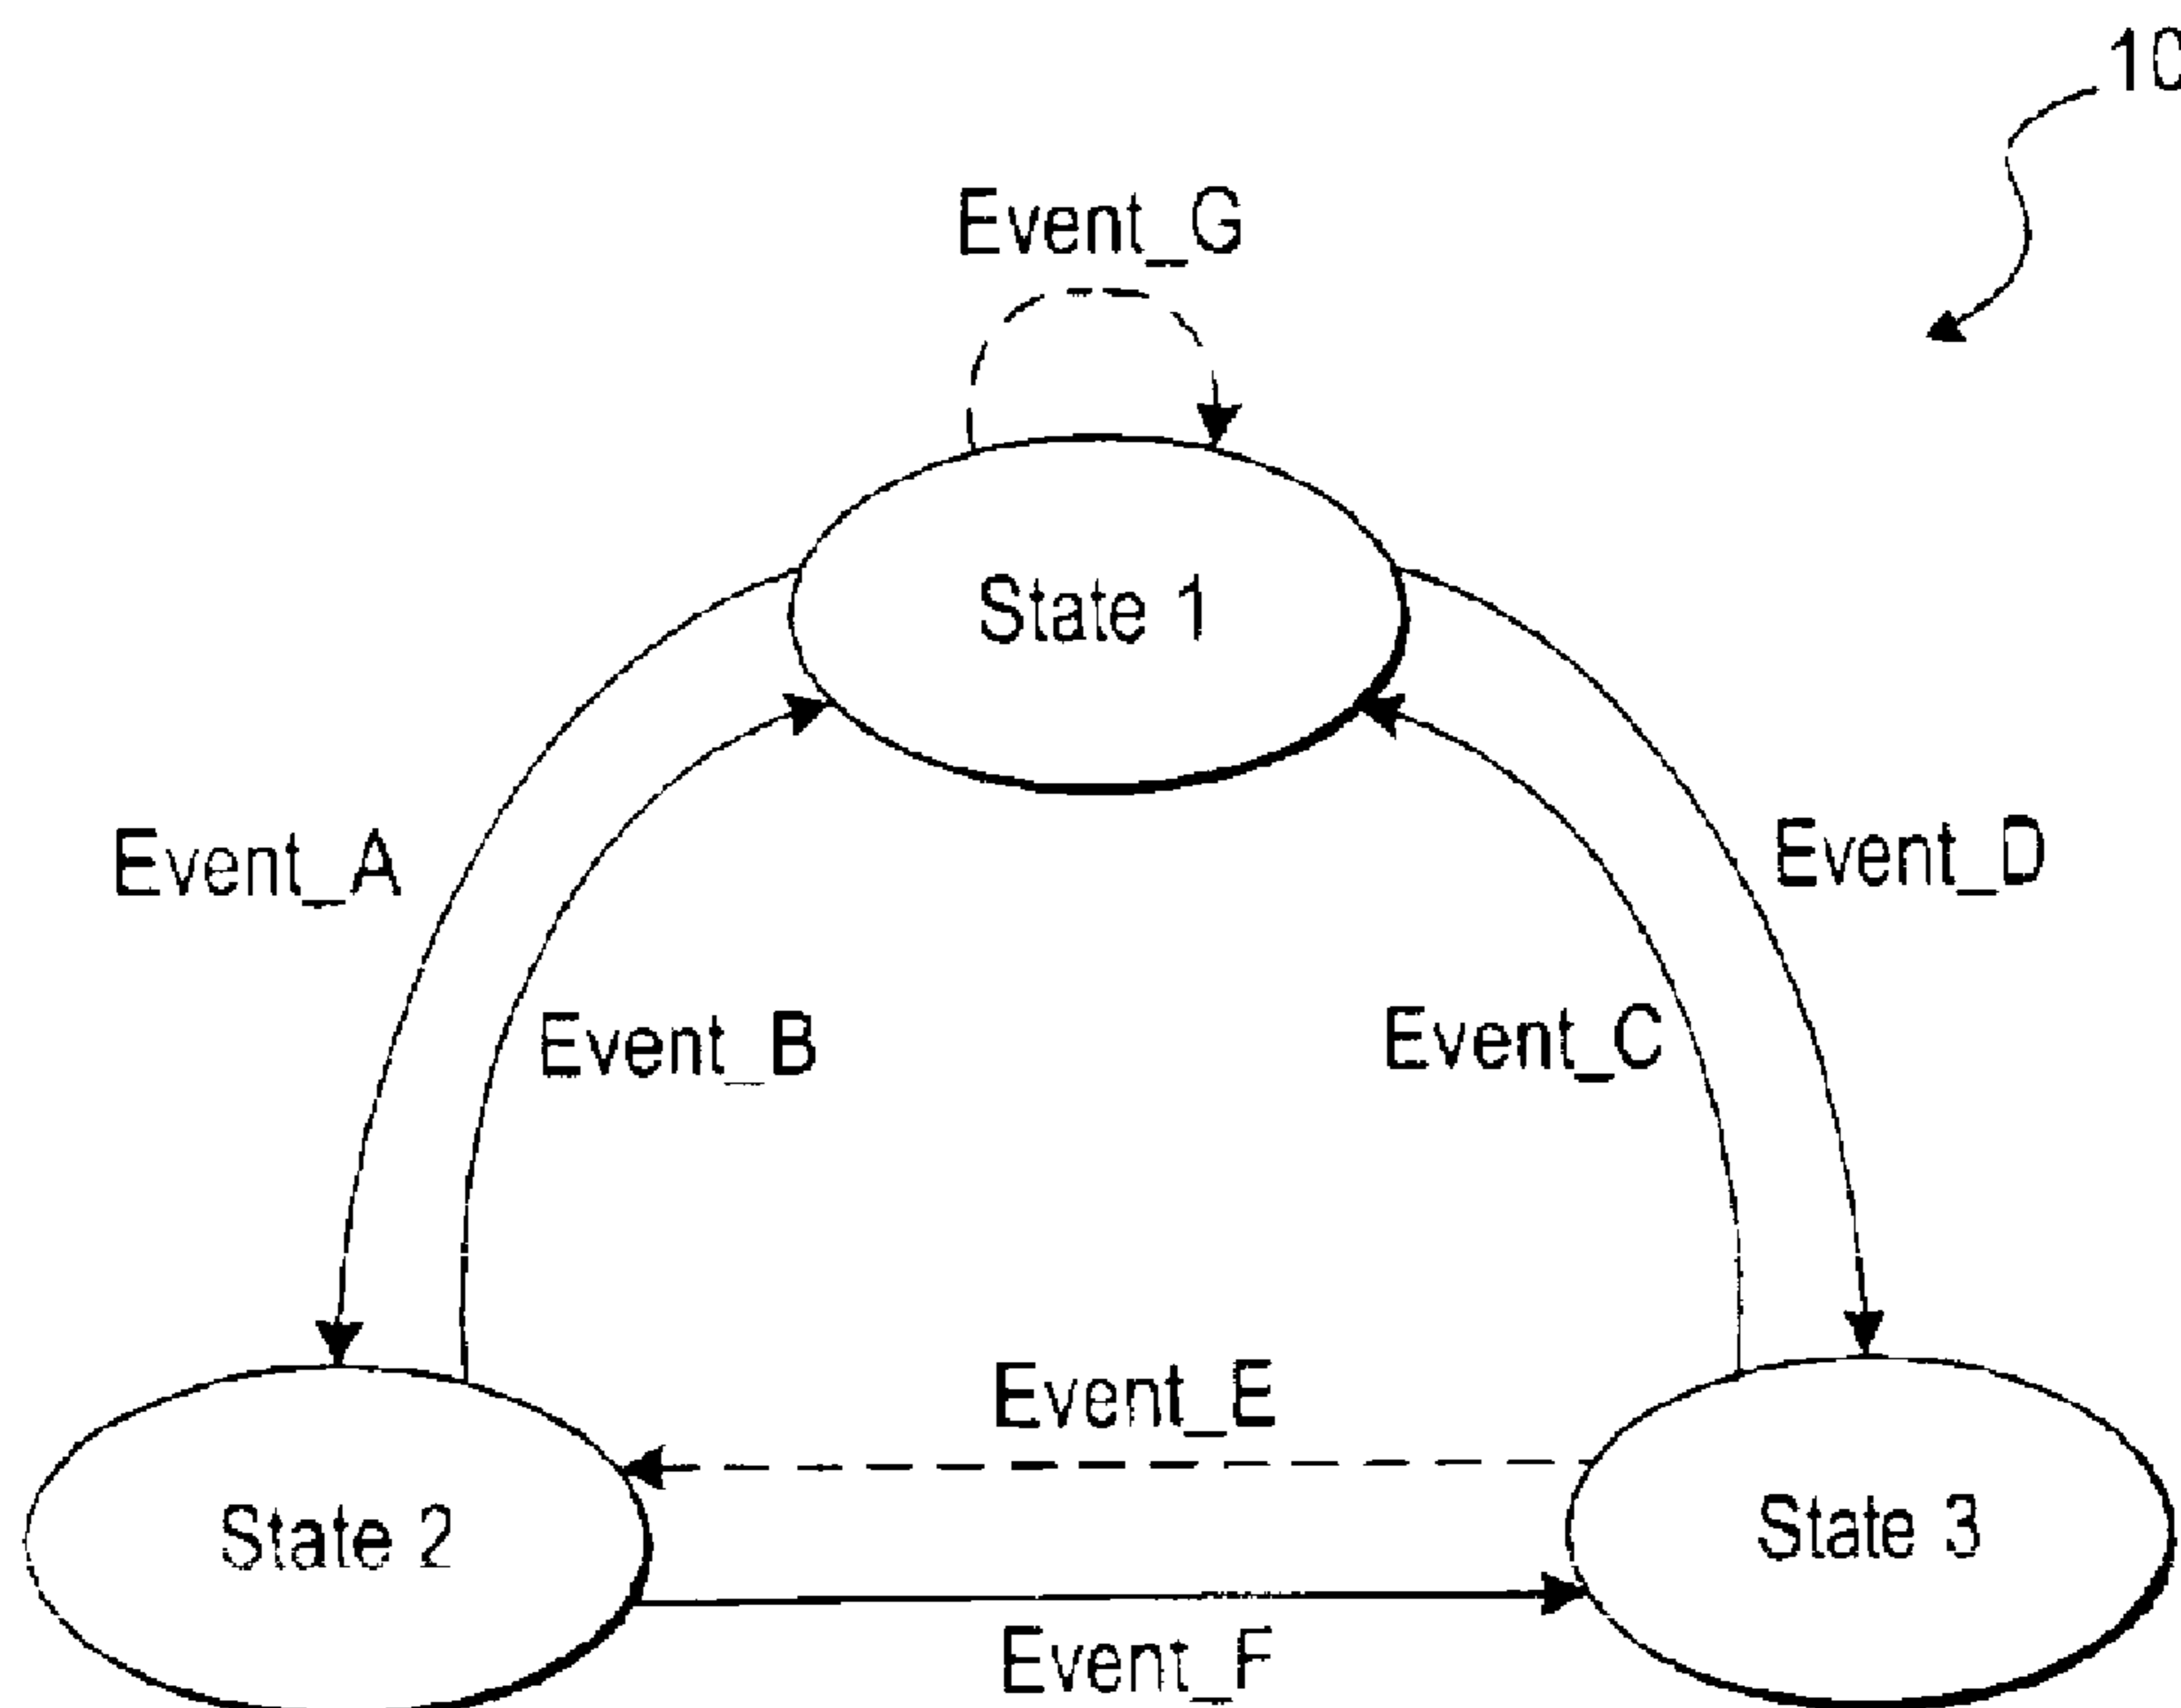 10
Event_G
State 1
Event_A
Event_D
Event_B
Event_C
Event_E
State 2
State 3
Event_F